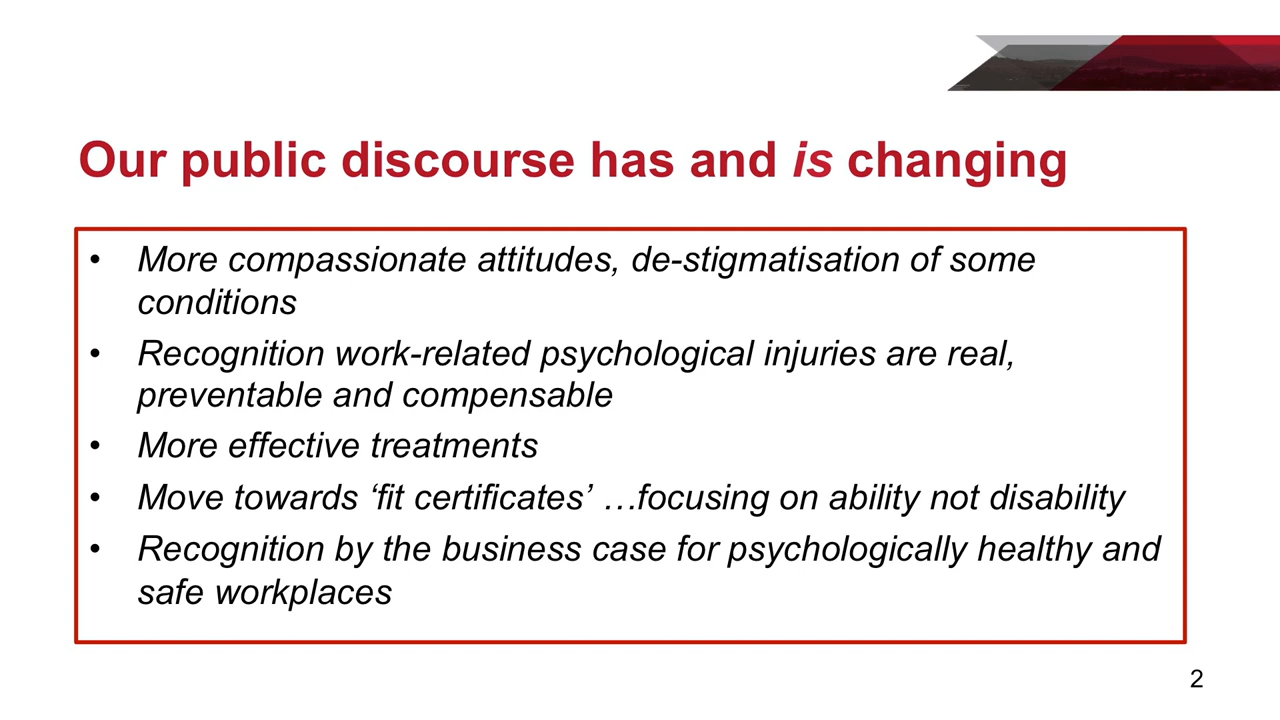 Our public discourse has and is changing
• More compassionate attitudes, de-stigmatisation of some
conditions
• Recognition work-related psychological injuries are real,
preventable and compensable
• More effective treatments
• Move towards ‘fit certificates’ …focusing on ability not disability
• Recognition by the business case for psychologically healthy and
safe workplaces
2